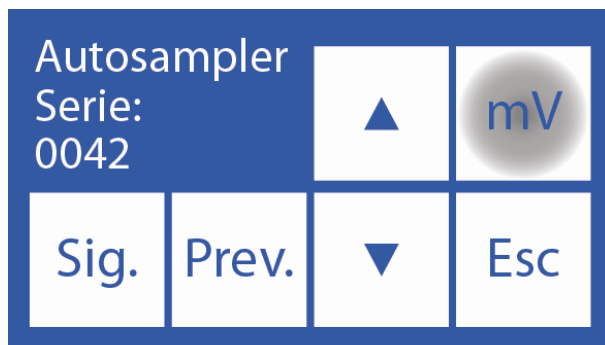 Autosampler
Serie:
0042
▲
mV
Sig.
Prev.
▼
Esc